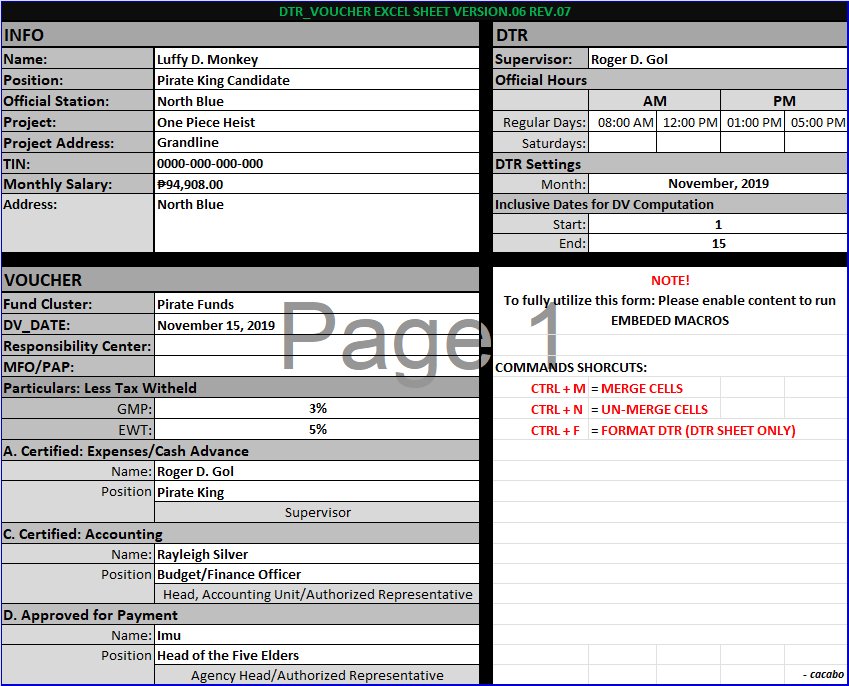 DTR_VOUCHER EXCEL SHEET VERSION.06 REV.07
INFO
Name: Luffy D. Monkey
Position: Pirate King Candidate
Official Station: North Blue
Project: One Piece Heist
Project Address: Grandline
TIN: 0000-000-000-000
Monthly Salary: ₱94,908.00
Address: North Blue
DTR
Supervisor: Roger D. Gol
Official Hours
AM PM
Regular Days: 08:00 AM 12:00 PM 01:00 PM 05:00 PM
Saturdays:
DTR Settings
Month: November, 2019
Inclusive Dates for DV Computation
Start: 1
End: 15
VOUCHER
Fund Cluster: Pirate Funds
DV_DATE: November 15, 2019
Responsibility Center:
MFO/PAP:
Particulars: Less Tax Witheld
GMP: 3%
EWT: 5%
A. Certified: Expenses/Cash Advance
Name: Roger D. Gol
Position Pirate King
Supervisor
C. Certified: Accounting
Name: Rayleigh Silver
Position Budget/Finance Officer
Head, Accounting Unit/Authorized Representative
D. Approved for Payment
Name: Imu
Position Head of the Five Elders
Agency Head/Authorized Representative
NOTE!
To fully utilize this form: Please enable content to run
EMBEDED MACROS
COMMANDS SHORCUTS:
CTRL + M = MERGE CELLS
CTRL + N = UN-MERGE CELLS
CTRL + F = FORMAT DTR (DTR SHEET ONLY)
- cacabo
Page 1